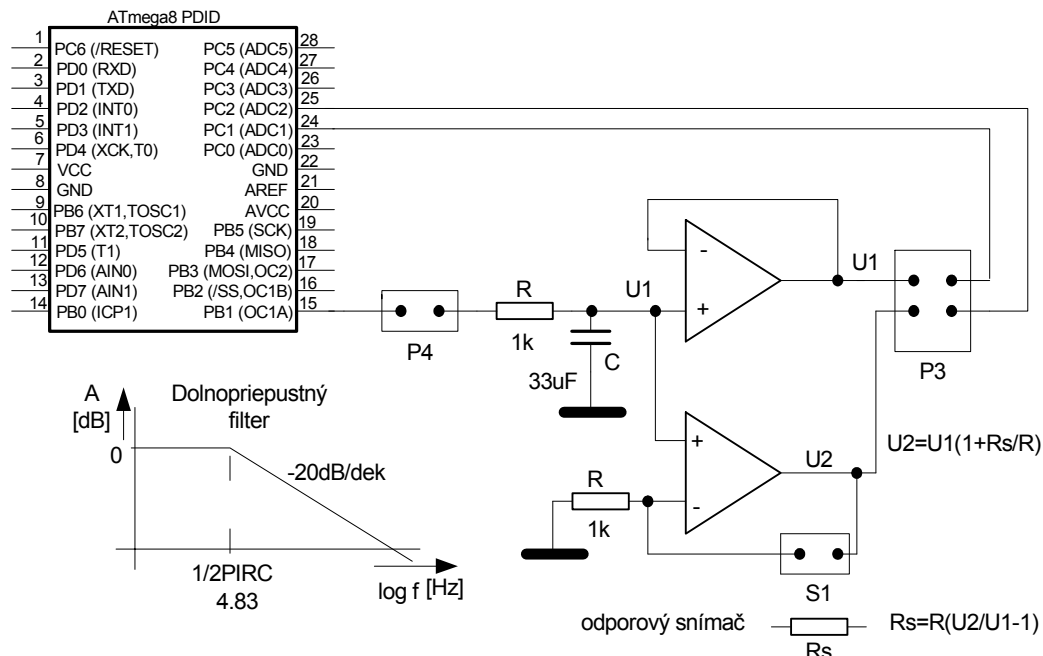 ATmega8 PDID
1 PC6 (/RESET) PC5 (ADC5) 28
2 PD0 (RXD) PC4 (ADC4) 27
3 PD1 (TXD) PC3 (ADC3) 26
4 PD2 (INT0) PC2 (ADC2) 25
5 PD3 (INT1) PC1 (ADC1) 24
6 PD4 (XCK,T0) PC0 (ADC0) 23
7 VCC GND 22
8 GND AREF 21
9 PB6 (XT1,TOSC1) AVCC 20
10 PB7 (XT2,TOSC2) PB5 (SCK) 19
11 PD5 (T1) PB4 (MISO) 18
12 PD6 (AIN0) PB3 (MOSI,OC2) 17
13 PD7 (AIN1) PB2 (/SS,OC1B) 16
14 PB0 (ICP1) PB1 (OC1A) 15
P4
R
1k
U1
C
33uF
-
+
U1
P3
+
-
U2
U2=U1(1+Rs/R)
R
1k
S1
odporový snímač
Rs
Rs=R(U2/U1-1)
A
[dB]
Dolnopriepustný
filter
0
-20dB/dek
1/2PIRC
4.83
log f [Hz]